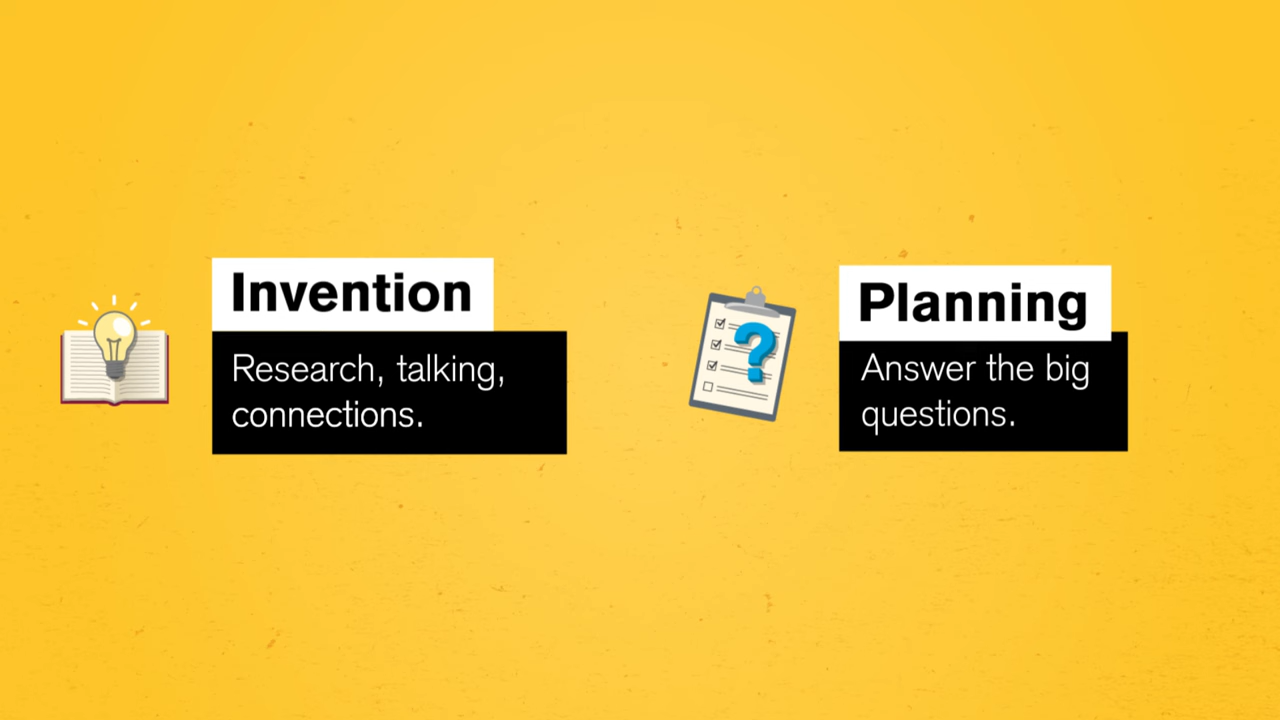 Invention
Research, talking,
connections.
Planning
Answer the big
questions.